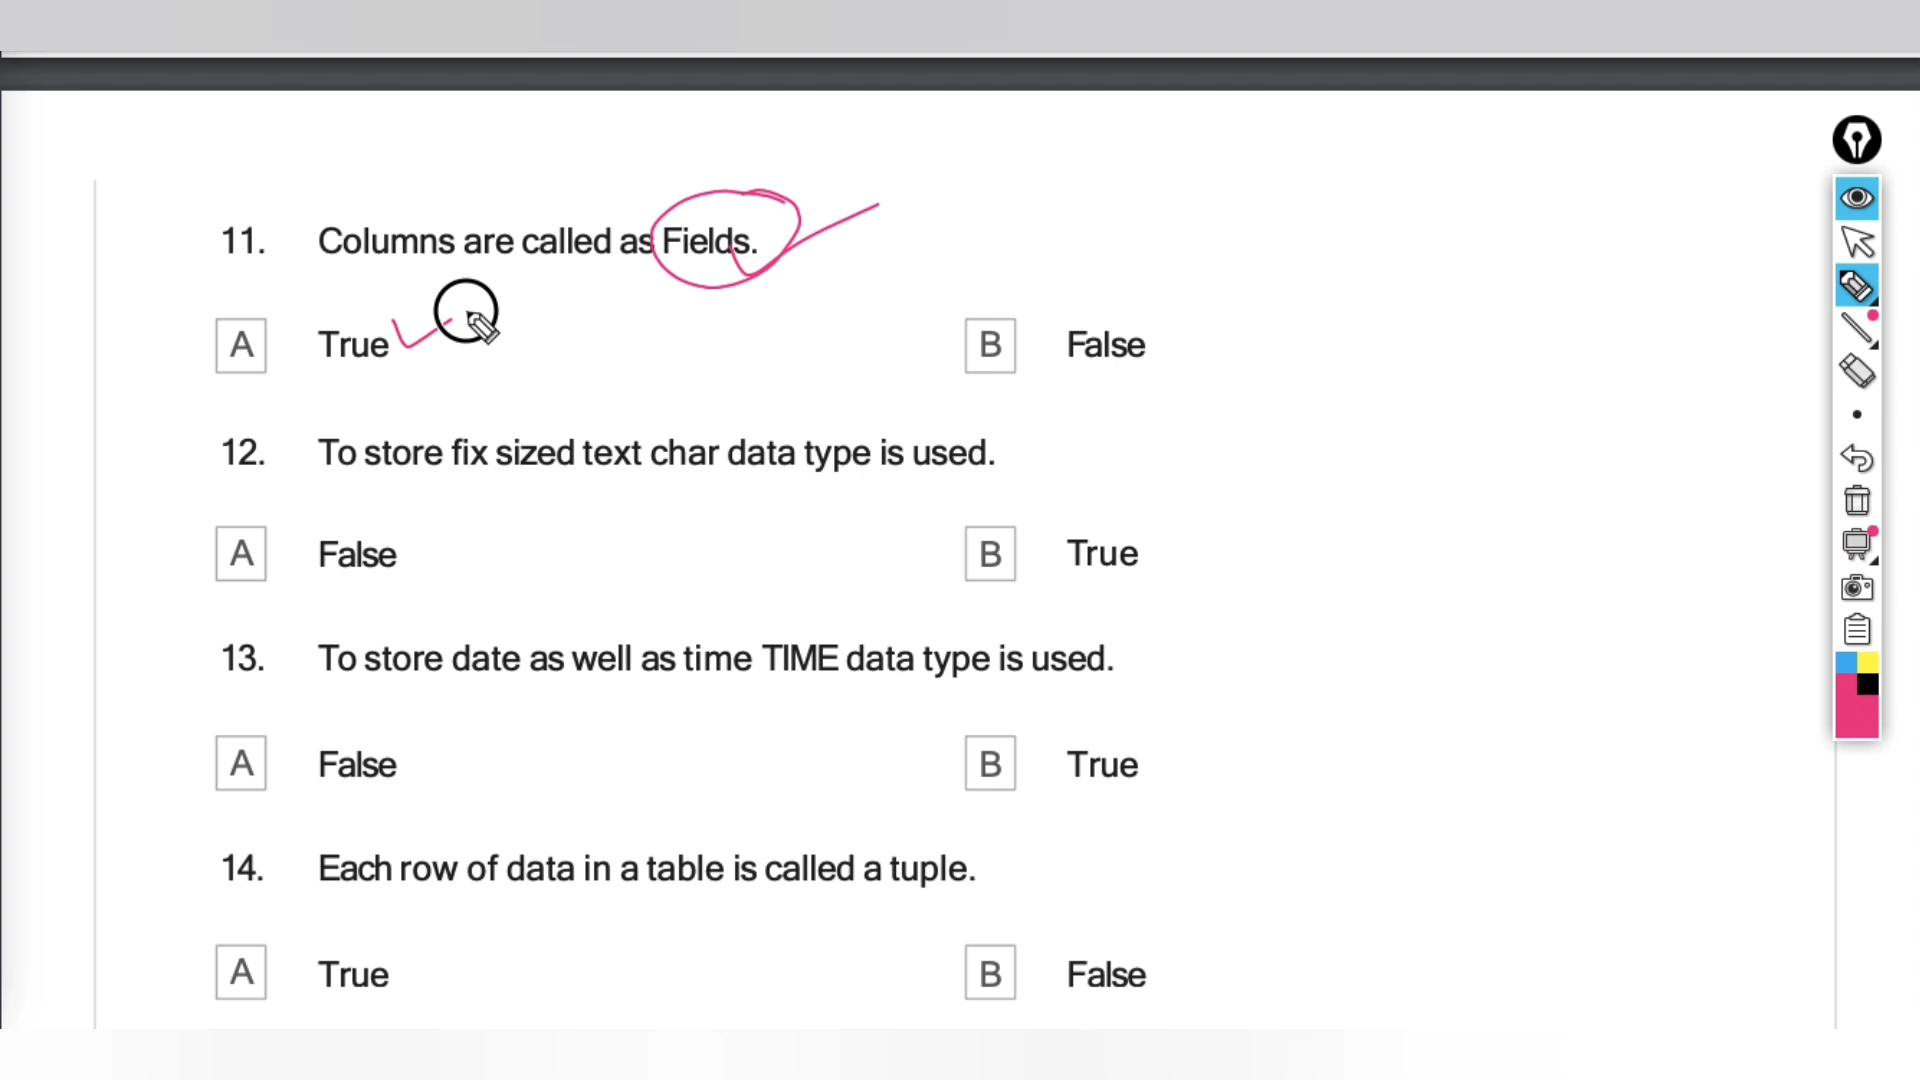 11. Columns are called as Fields.
A True B False
12. To store fix sized text char data type is used.
A False B True
13. To store date as well as time TIME data type is used.
A False B True
14. Each row of data in a table is called a tuple.
A True B False